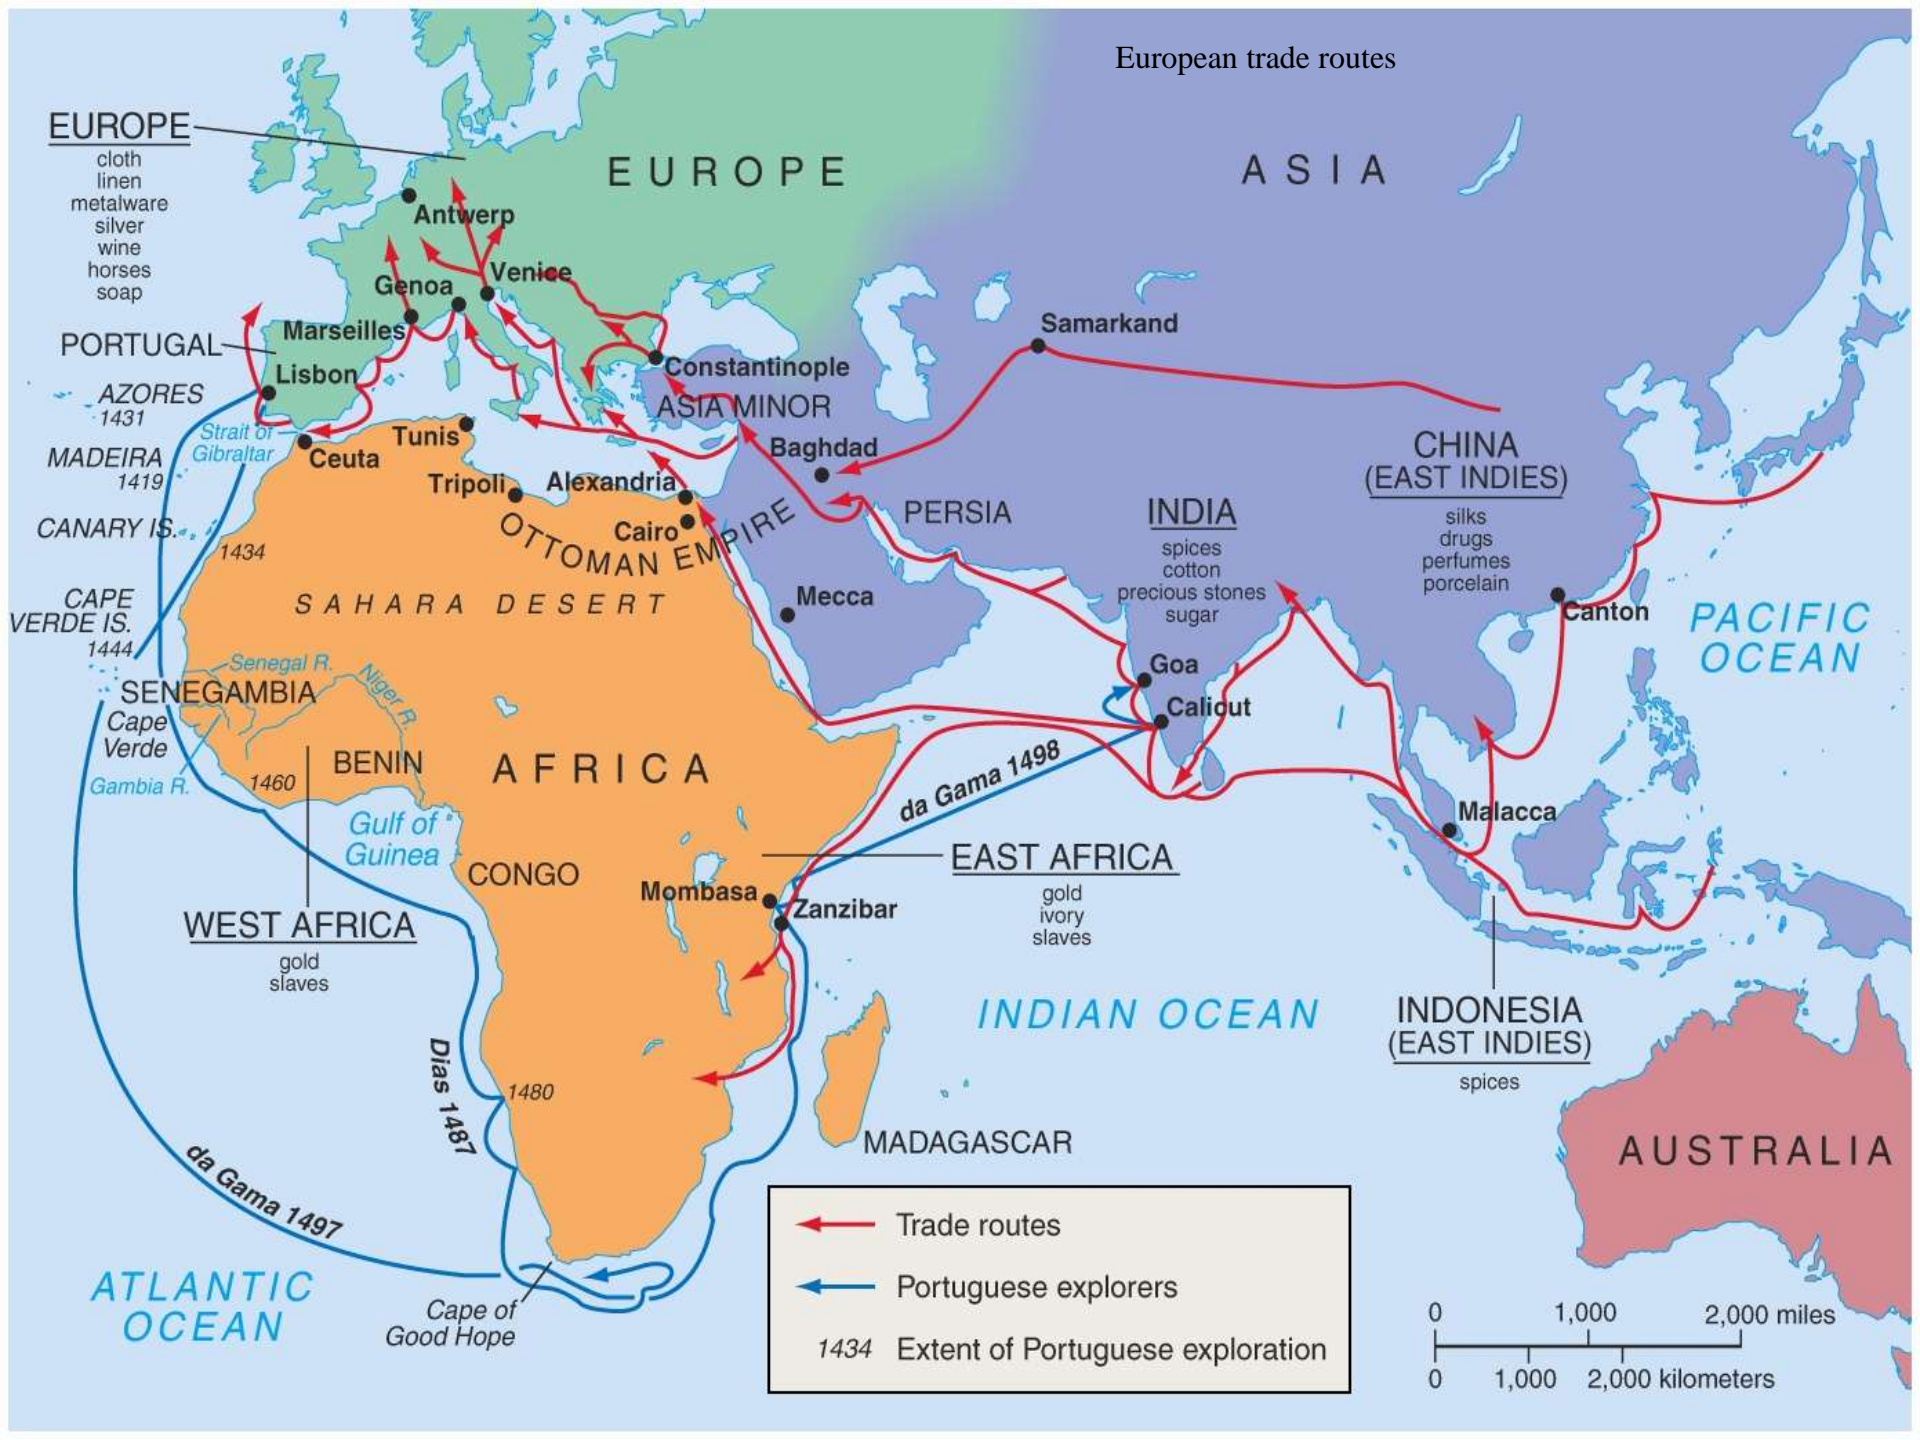 European trade routes
EUROPE
cloth
linen
metalware
silver
wine
horses
soap
EUROPE
ASIA
Antwerp
Venice
Genoa
Marseilles
PORTUGAL
Lisbon
AZORES
1431
Strait of
Gibraltar
MADEIRA
1419
Ceuta
Tunis
Tripoli
Alexandria
Cairo
CANARY IS.
1434
Constantinople
ASIA MINOR
Samarkand
Baghdad
OTTOMAN EMPIRE
PERSIA
Mecca
INDIA
spices
cotton
precious stones
sugar
CHINA
(EAST INDIES)
silks
drugs
perfumes
porcelain
Canton
PACIFIC
OCEAN
CAPE
VERDE IS.
1444
SAHARA DESERT
Senegal R.
Niger R.
SENEGAMBIA
Cape
Verde
Gambia R.
BENIN
1460
AFRICA
Goa
Calicut
da Gama 1498
Malacca
Gulf of
Guinea
CONGO
WEST AFRICA
gold
slaves
Mombasa
Zanzibar
EAST AFRICA
gold
ivory
slaves
INDIAN OCEAN
INDONESIA
(EAST INDIES)
spices
Dias 1487
1480
MADAGASCAR
AUSTRALIA
da Gama 1497
ATLANTIC
OCEAN
Cape of
Good Hope
Trade routes
Portuguese explorers
1434 Extent of Portuguese exploration
0 1,000 2,000 miles
0 1,000 2,000 kilometers